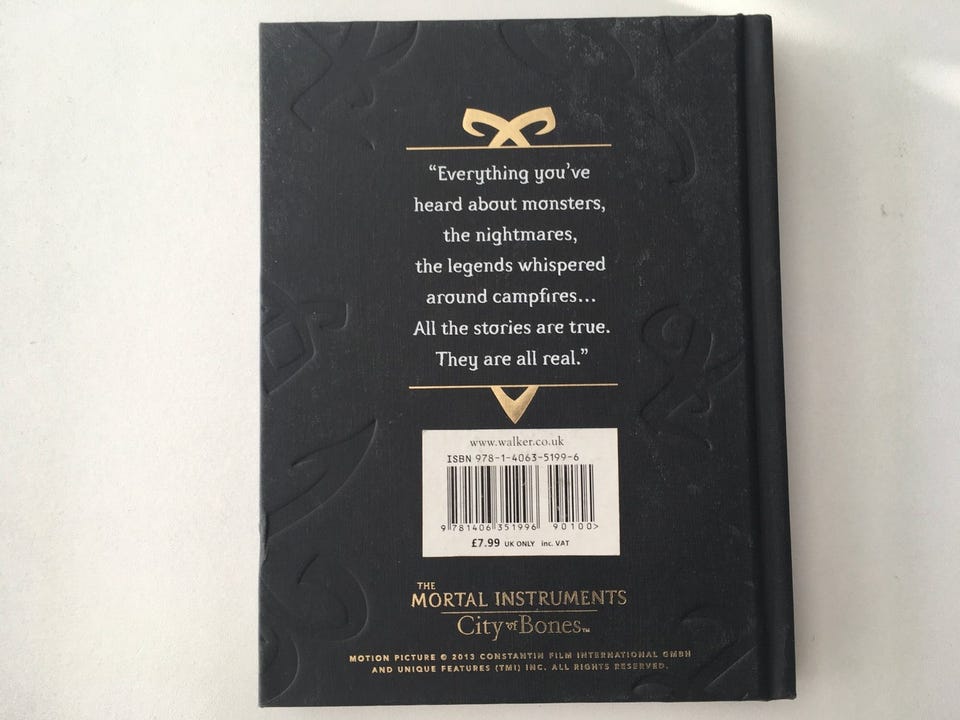 “Everything you’ve
heard about monsters,
the nightmares,
the legends whispered
around campfires...
All the stories are true.
They are all real.”
www.walker.co.uk
ISBN 978-1-4063-5199-6
9 781406 351996 90100>
£7.99 UK ONLY inc. VAT
THE
MORTAL INSTRUMENTS
City of Bones™
MOTION PICTURE © 2013 CONSTANTIN FILM INTERNATIONAL GMBH
AND UNIQUE FEATURES (TMI) INC. ALL RIGHTS RESERVED.